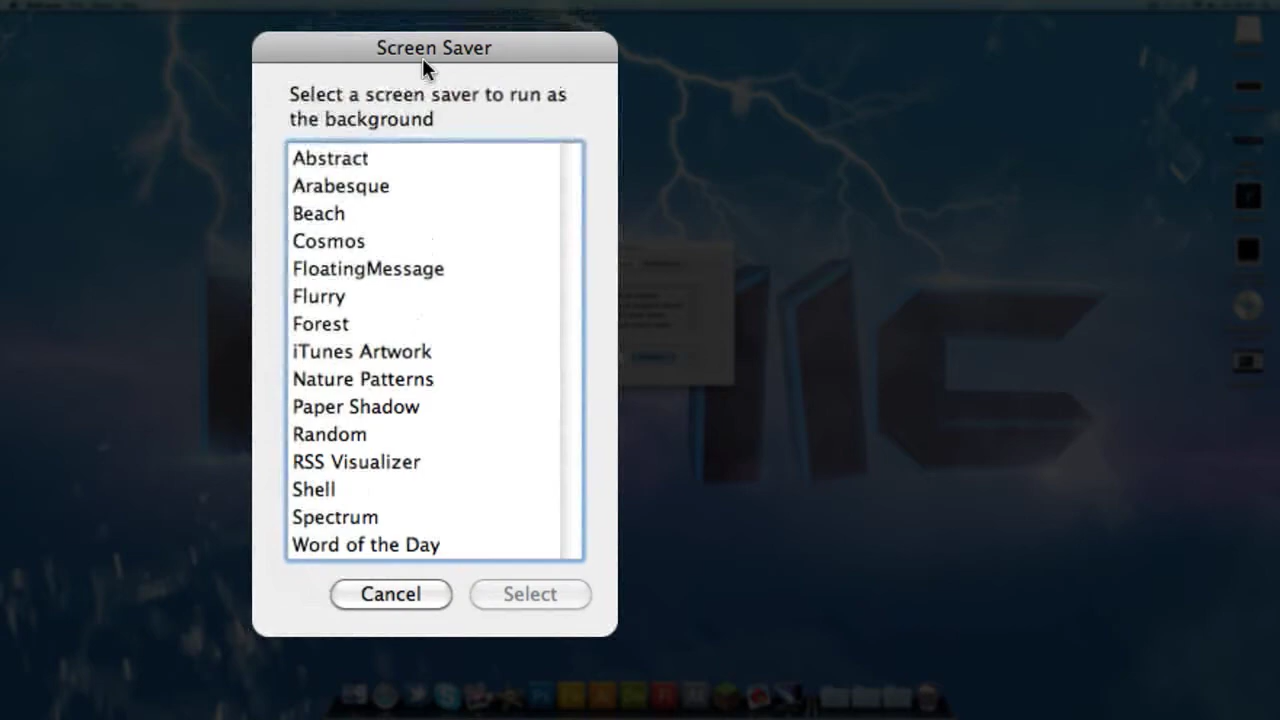 Screen Saver
Select a screen saver to run as
the background
Abstract
Arabesque
Beach
Cosmos
FloatingMessage
Flurry
Forest
iTunes Artwork
Nature Patterns
Paper Shadow
Random
RSS Visualizer
Shell
Spectrum
Word of the Day
Cancel
Select